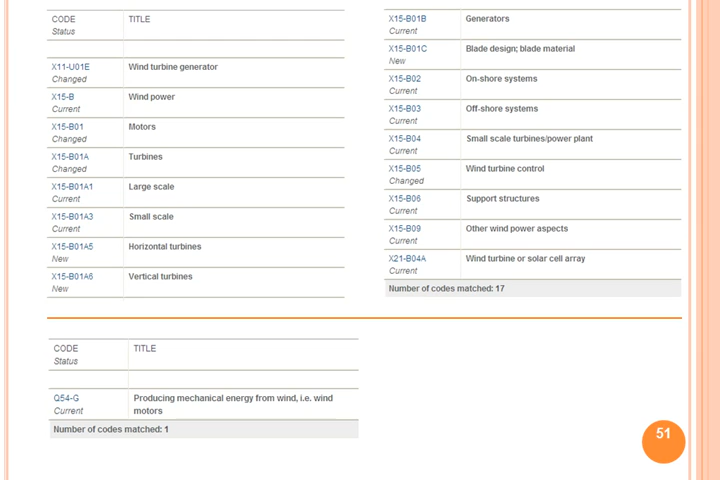 CODE TITLE
Status
X11-U01E Wind turbine generator
Changed
X15-B Wind power
Current
X15-B01 Motors
Changed
X15-B01A Turbines
Changed
X15-B01A1 Large scale
Current
X15-B01A3 Small scale
Current
X15-B01A5 Horizontal turbines
New
X15-B01A6 Vertical turbines
New
X15-B01B Generators
Current
X15-B01C Blade design; blade material
New
X15-B02 On-shore systems
Current
X15-B03 Off-shore systems
Current
X15-B04 Small scale turbines/power plant
Current
X15-B05 Wind turbine control
Changed
X15-B06 Support structures
Current
X15-B09 Other wind power aspects
Current
X21-B04A Wind turbine or solar cell array
Current
Number of codes matched: 17
CODE TITLE
Status
Q54-G Producing mechanical energy from wind, i.e. wind
Current motors
Number of codes matched: 1
51